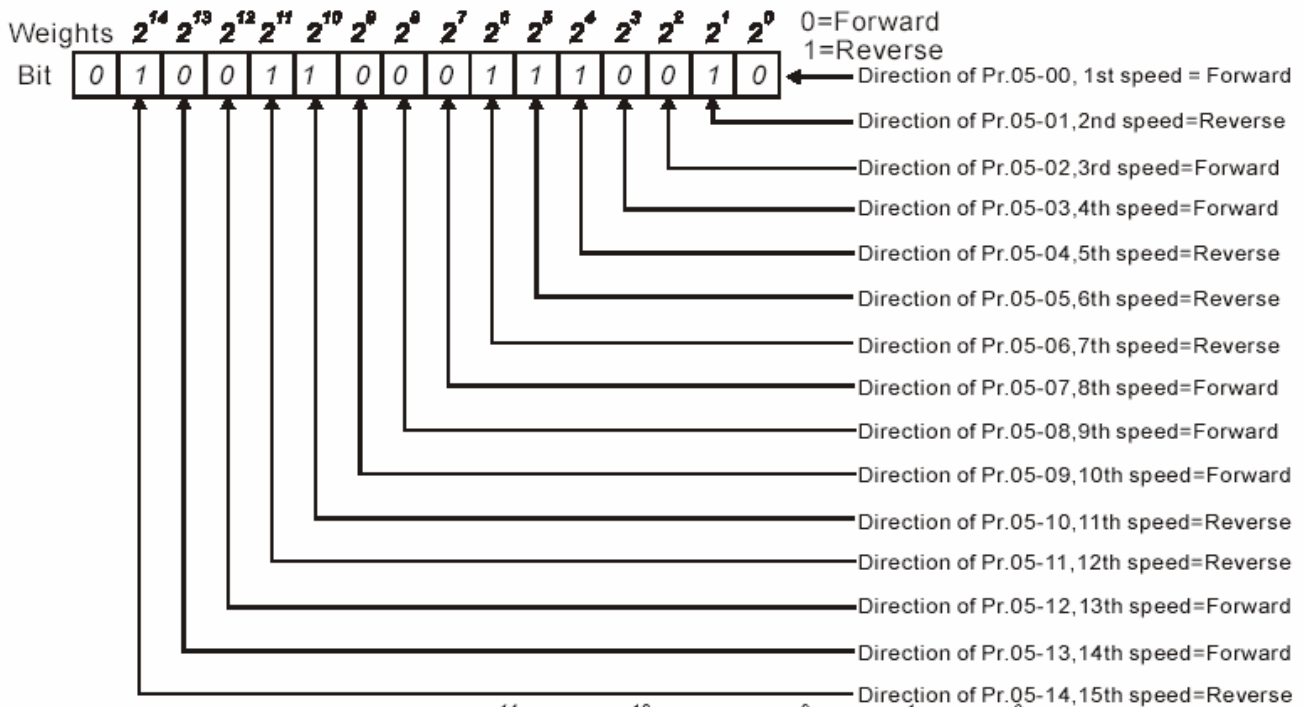 Weights 2^14 2^13 2^12 2^11 2^10 2^9 2^8 2^7 2^6 2^5 2^4 2^3 2^2 2^1 2^0 0=Forward
1=Reverse
Bit 0 1 0 0 1 1 0 0 0 1 1 1 0 0 1 0 Direction of Pr.05-00, 1st speed = Forward
Direction of Pr.05-01,2nd speed=Reverse
Direction of Pr.05-02,3rd speed=Forward
Direction of Pr.05-03,4th speed=Forward
Direction of Pr.05-04,5th speed=Reverse
Direction of Pr.05-05,6th speed=Reverse
Direction of Pr.05-06,7th speed=Reverse
Direction of Pr.05-07,8th speed=Forward
Direction of Pr.05-08,9th speed=Forward
Direction of Pr.05-09,10th speed=Forward
Direction of Pr.05-10,11th speed=Reverse
Direction of Pr.05-11,12th speed=Reverse
Direction of Pr.05-12,13th speed=Forward
Direction of Pr.05-13,14th speed=Forward
Direction of Pr.05-14,15th speed=Reverse